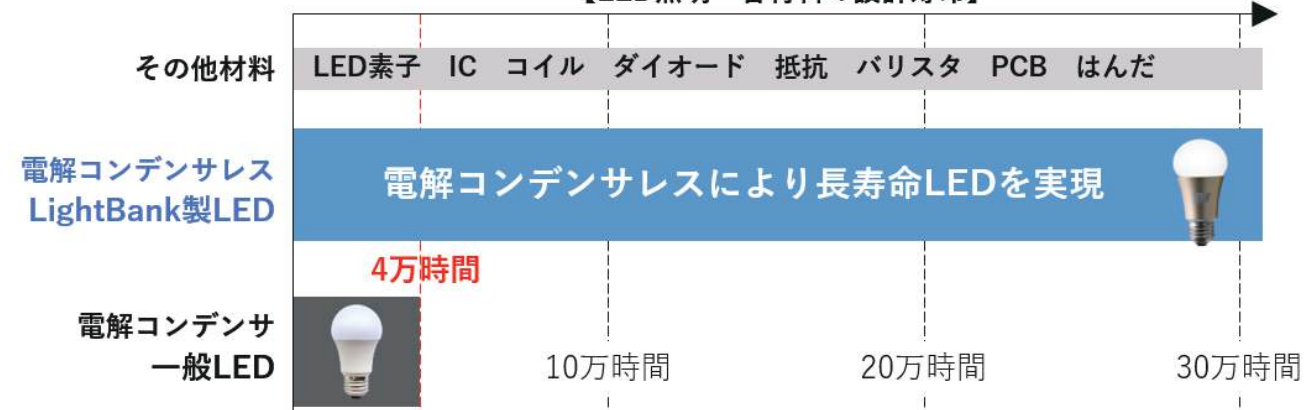 その他材料
LED素子 IC コイル ダイオード 抵抗 バリスタ PCB はんだ
電解コンデンサレス
LightBank製LED
電解コンデンサレスにより長寿命LEDを実現
4万時間
電解コンデンサ
一般LED
10万時間
20万時間
30万時間